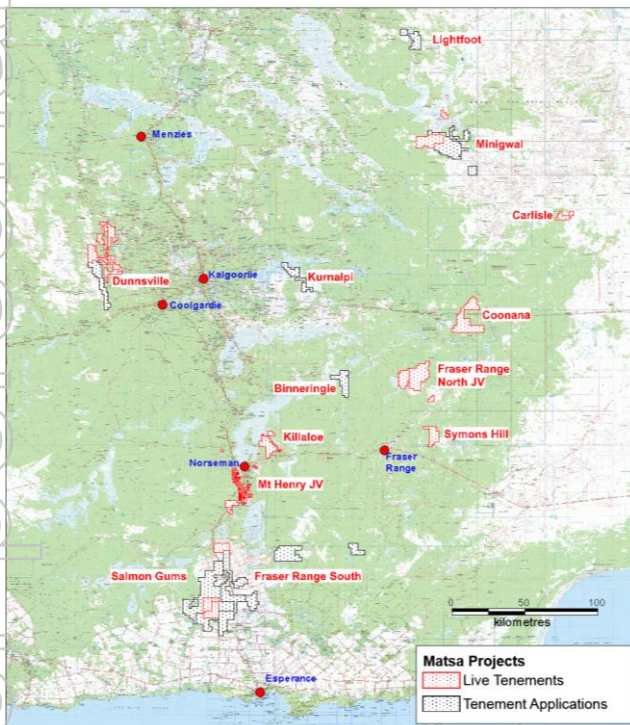 Lightfoot
Menzies
Minigwal
Carlisle
Dunnsville
Kalgoorlie
Kurnalpi
Coolgardie
Coonana
Fraser Range
North JV
Binneringie
Symons Hill
Killaloe
Norseman
Fraser
Range
Mt Henry JV
Salmon Gums
Fraser Range South
0 50 100
kilometres
Esperance
Matsa Projects
Live Tenements
Tenement Applications